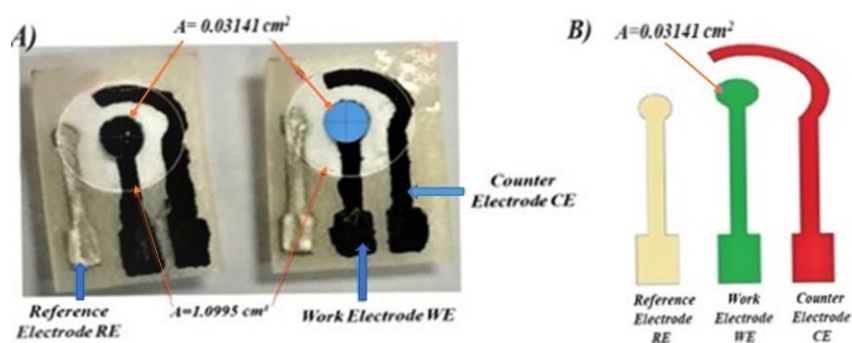 A)
A= 0.03141 cm²
Counter
Electrode CE
Reference
Electrode RE
A=1.0995 cm²
Work Electrode WE
B)
A=0.03141 cm²
Reference
Electrode
RE
Work
Electrode
WE
Counter
Electrode
CE